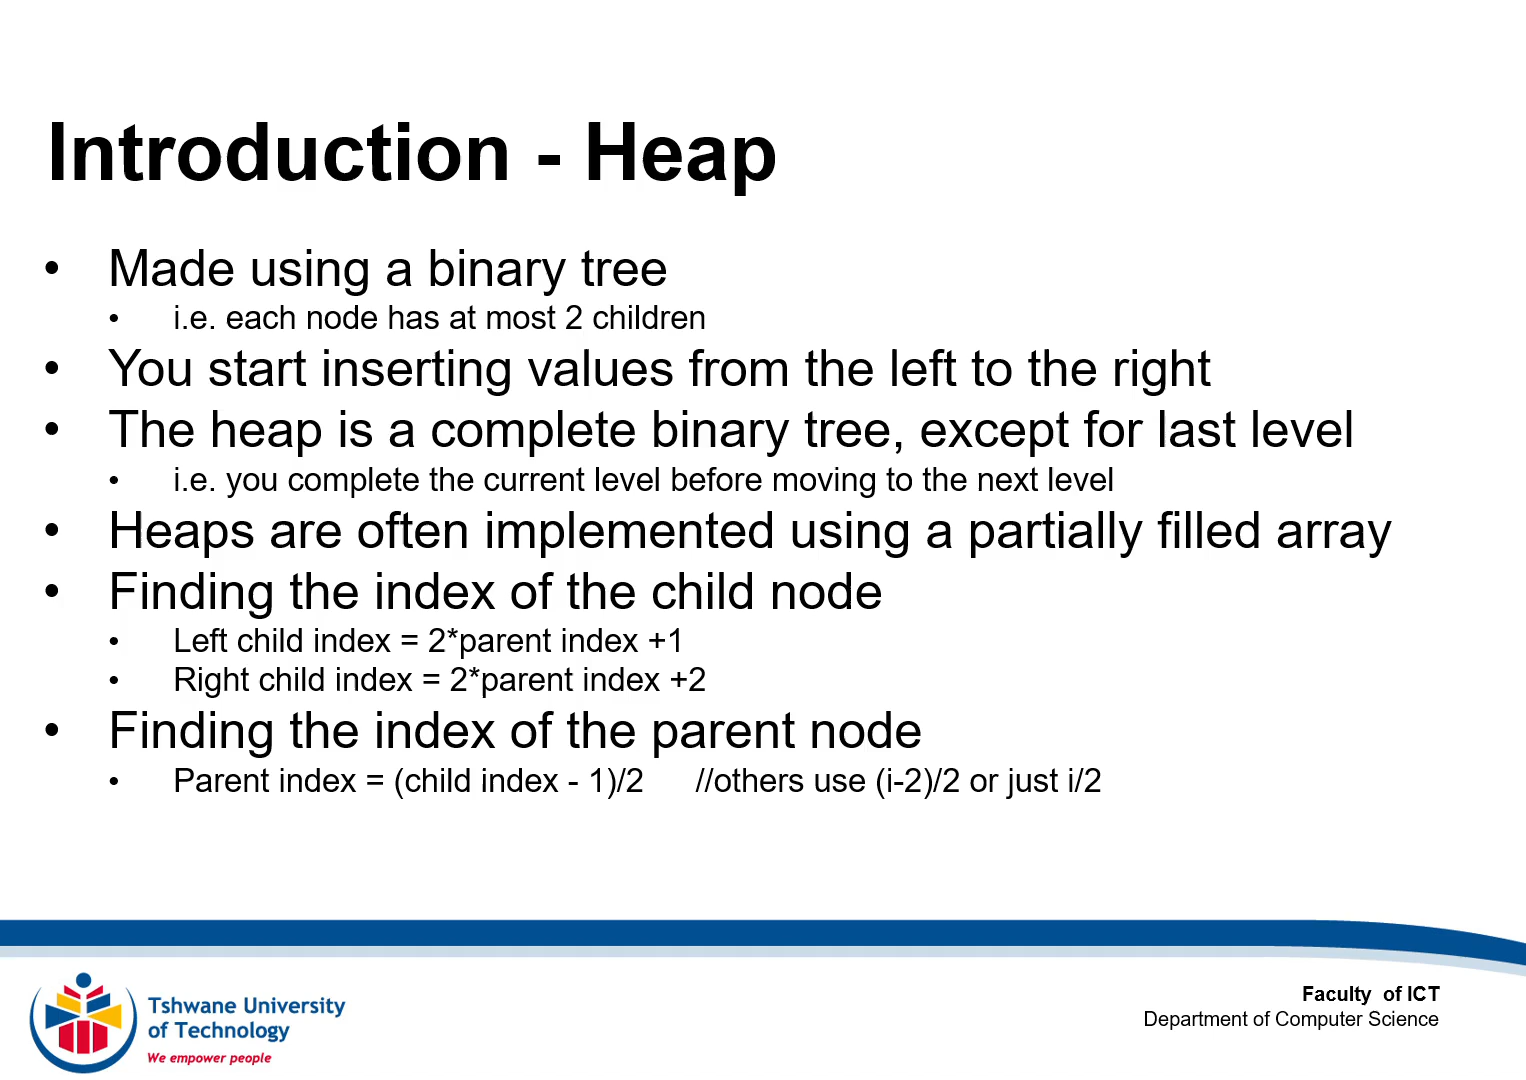 Introduction - Heap
• Made using a binary tree
• i.e. each node has at most 2 children
• You start inserting values from the left to the right
• The heap is a complete binary tree, except for last level
• i.e. you complete the current level before moving to the next level
• Heaps are often implemented using a partially filled array
• Finding the index of the child node
• Left child index = 2*parent index +1
• Right child index = 2*parent index +2
• Finding the index of the parent node
• Parent index = (child index - 1)/2 //others use (i-2)/2 or just i/2
Tshwane University
of Technology
We empower people
Faculty of ICT
Department of Computer Science